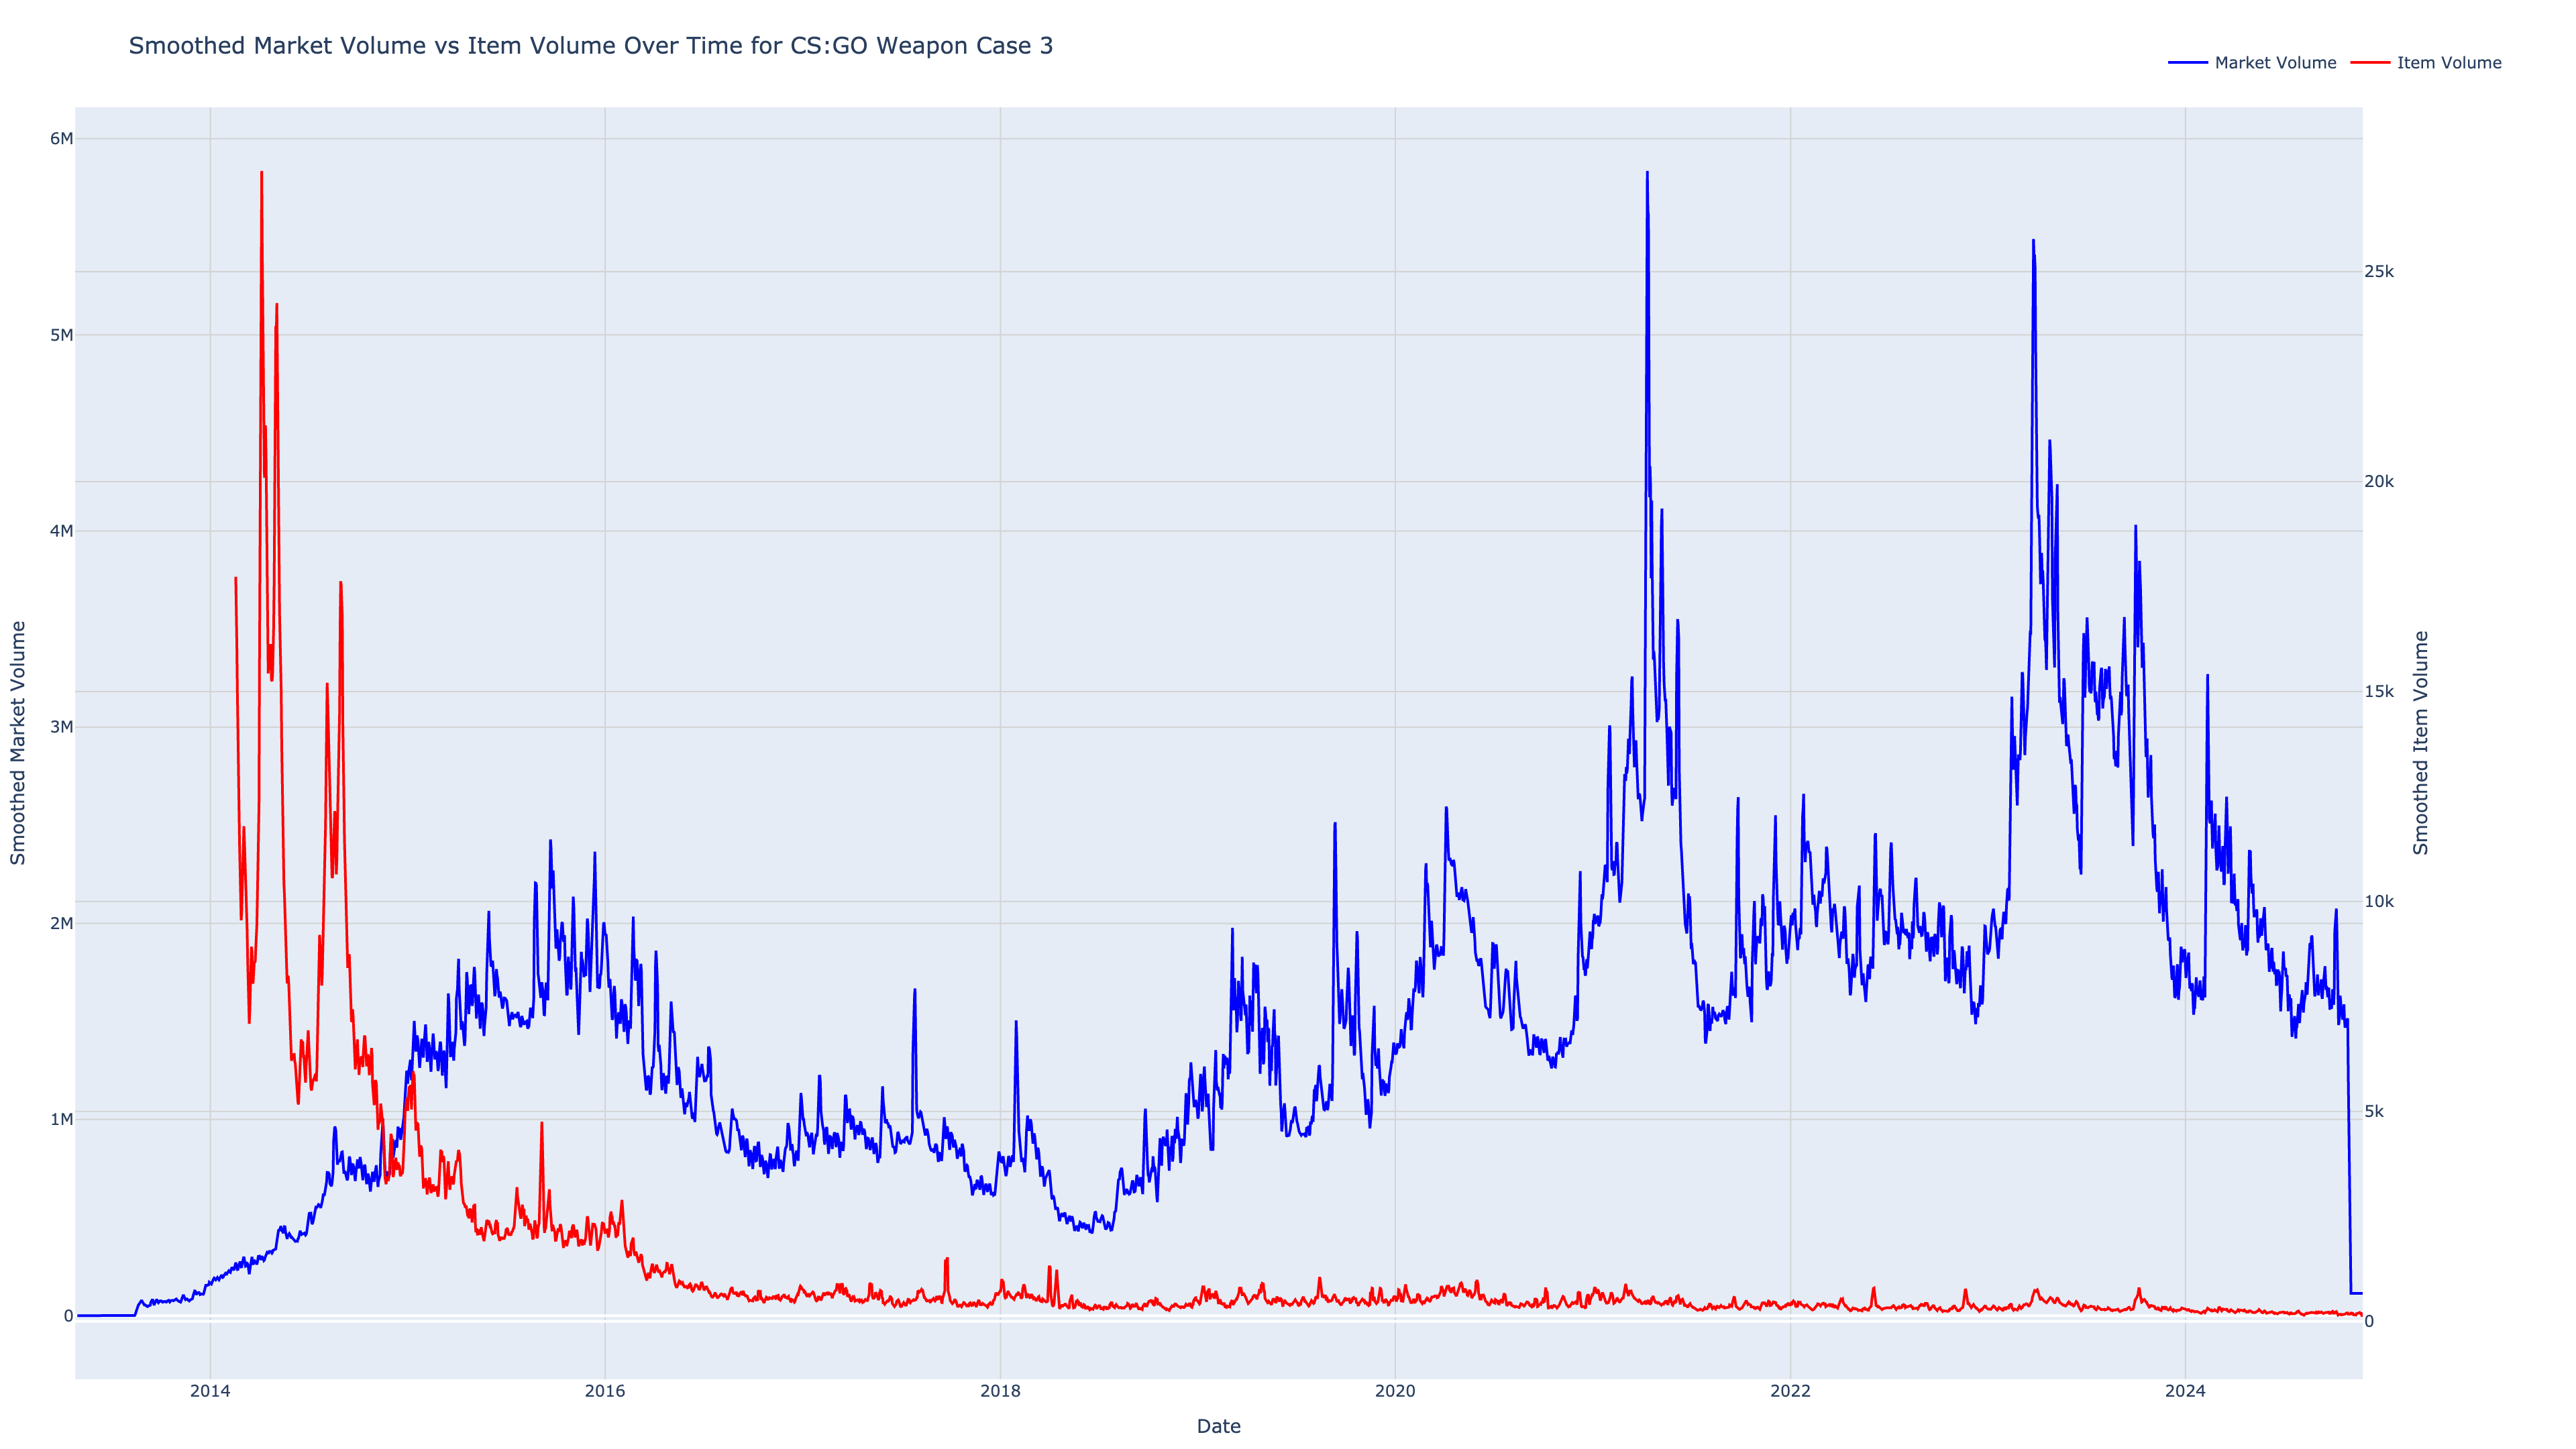 Smoothed Market Volume vs Item Volume Over Time for CS:GO Weapon Case 3
Market Volume
Item Volume
6M
5M
4M
3M
2M
1M
0
Smoothed Market Volume
25k
20k
15k
10k
5k
0
Smoothed Item Volume
2014
2016
2018
2020
2022
2024
Date